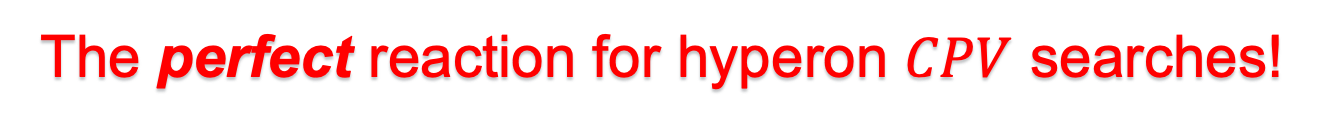 The perfect reaction for hyperon CPV searches!